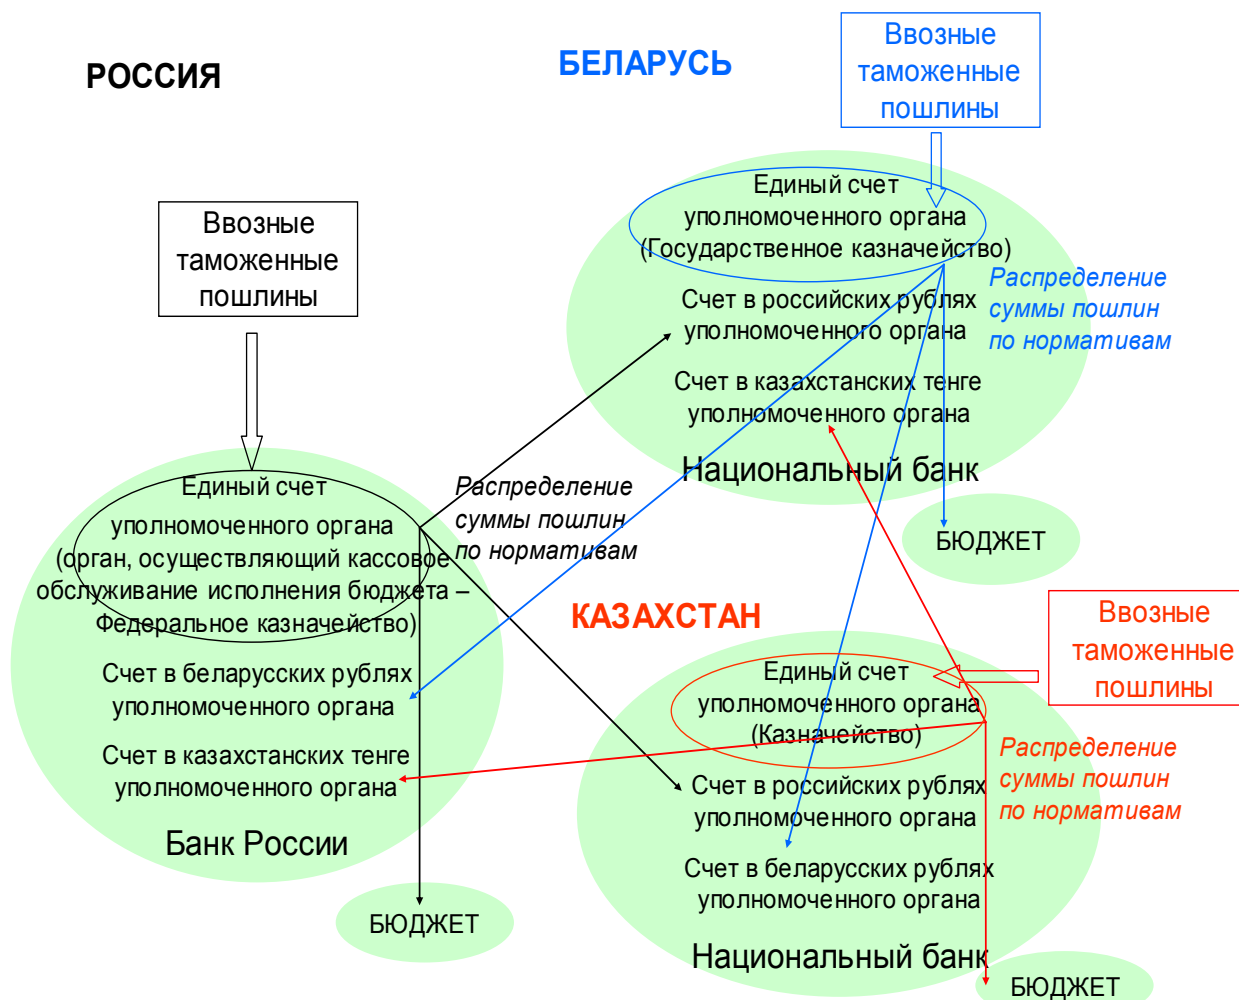 РОССИЯ
Ввозные
таможенные
пошлины
Единый счет
уполномоченного органа
(орган, осуществляющий кассовое
обслуживание исполнения бюджета –
Федеральное казначейство)
Счет в беларусских рублях
уполномоченного органа
Счет в казахстанских тенге
уполномоченного органа
Банк России
БЮДЖЕТ
Распределение
суммы пошлин
по нормативам
БЕЛАРУСЬ
Ввозные
таможенные
пошлины
Единый счет
уполномоченного органа
(Государственное казначейство)
Счет в российских рублях
уполномоченного органа
Счет в казахстанских тенге
уполномоченного органа
Национальный банк
Распределение
суммы пошлин
по нормативам
БЮДЖЕТ
КАЗАХСТАН
Ввозные
таможенные
пошлины
Единый счет
уполномоченного органа
(Казначейство)
Счет в российских рублях
уполномоченного органа
Счет в беларусских рублях
уполномоченного органа
Национальный банк
Распределение
суммы пошлин
по нормативам
БЮДЖЕТ